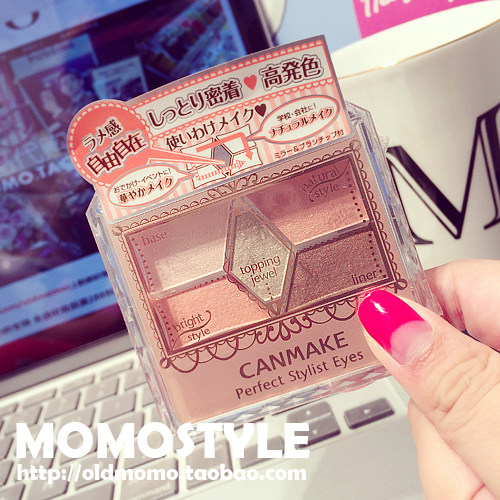 ラメ感
自由自在
しっとり密着♥高発色
使いわけメイク♥
学校・会社に!
ナチュラルメイク
おでかけ・イベントに!
華やかメイク
ミラー&ブラシチップ付
base
natural style
topping jewel
bright style
liner
CANMAKE
Perfect Stylist Eyes
M
MOMO TAO
MOMOSTYLE
http://oldmomo.taobao.com